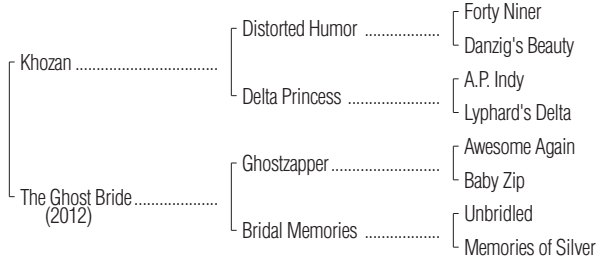 Forty Niner
Distorted Humor ..................
Danzig's Beauty
Khozan ..................................
A.P. Indy
Delta Princess ......................
Lyphard's Delta
Awesome Again
Ghostzapper..........................
Baby Zip
The Ghost Bride....................
(2012)
Unbridled
Bridal Memories ..................
Memories of Silver